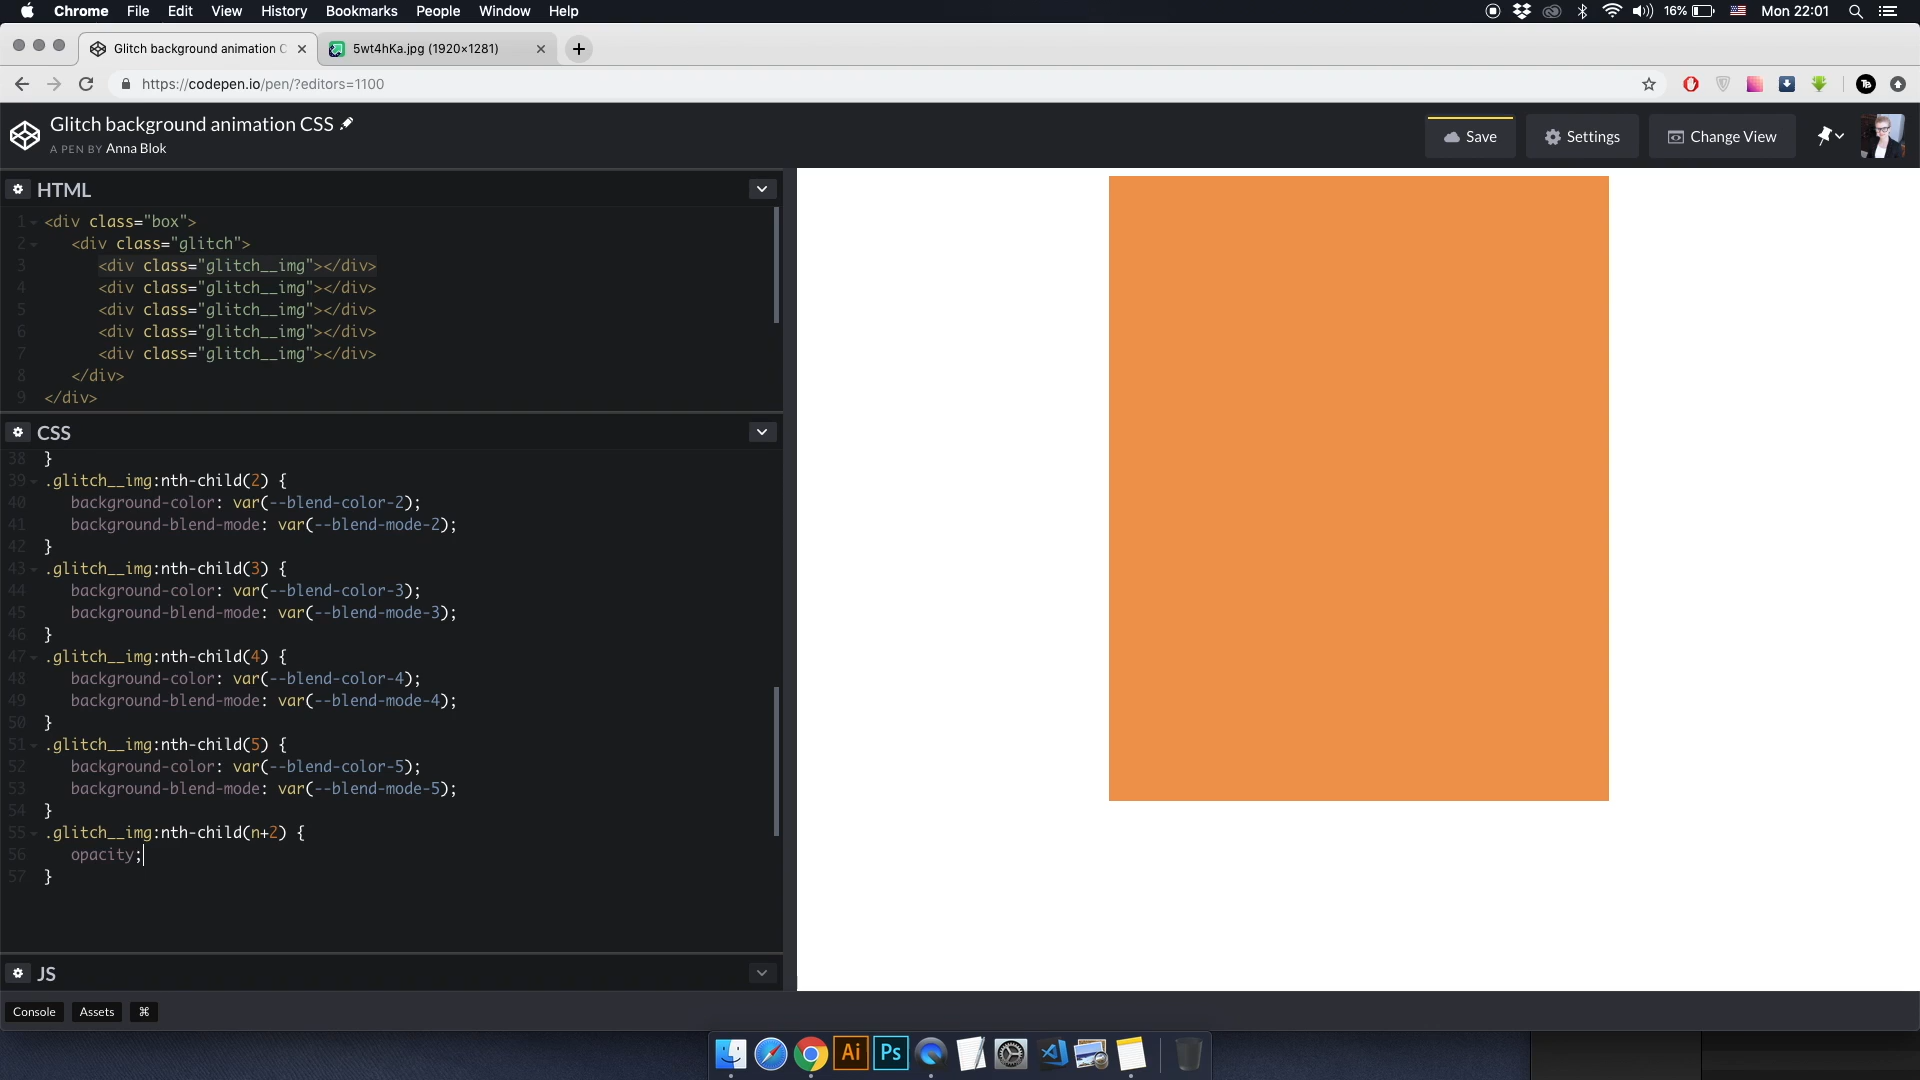 Chrome File Edit View History Bookmarks People Window Help 16% Mon 22:01
Glitch background animation C 5wt4hKa.jpg (1920×1281)
https://codepen.io/pen/?editors=1100
Glitch background animation CSS
A PEN BY Anna Blok
Save Settings Change View
HTML
1 <div class="box">
2 <div class="glitch">
3 <div class="glitch__img"></div>
4 <div class="glitch__img"></div>
5 <div class="glitch__img"></div>
6 <div class="glitch__img"></div>
7 <div class="glitch__img"></div>
8 </div>
9 </div>
CSS
38 }
39 .glitch__img:nth-child(2) {
40 background-color: var(--blend-color-2);
41 background-blend-mode: var(--blend-mode-2);
42 }
43 .glitch__img:nth-child(3) {
44 background-color: var(--blend-color-3);
45 background-blend-mode: var(--blend-mode-3);
46 }
47 .glitch__img:nth-child(4) {
48 background-color: var(--blend-color-4);
49 background-blend-mode: var(--blend-mode-4);
50 }
51 .glitch__img:nth-child(5) {
52 background-color: var(--blend-color-5);
53 background-blend-mode: var(--blend-mode-5);
54 }
55 .glitch__img:nth-child(n+2) {
56 opacity;
57 }
JS
Console Assets ⌘
Ai Ps